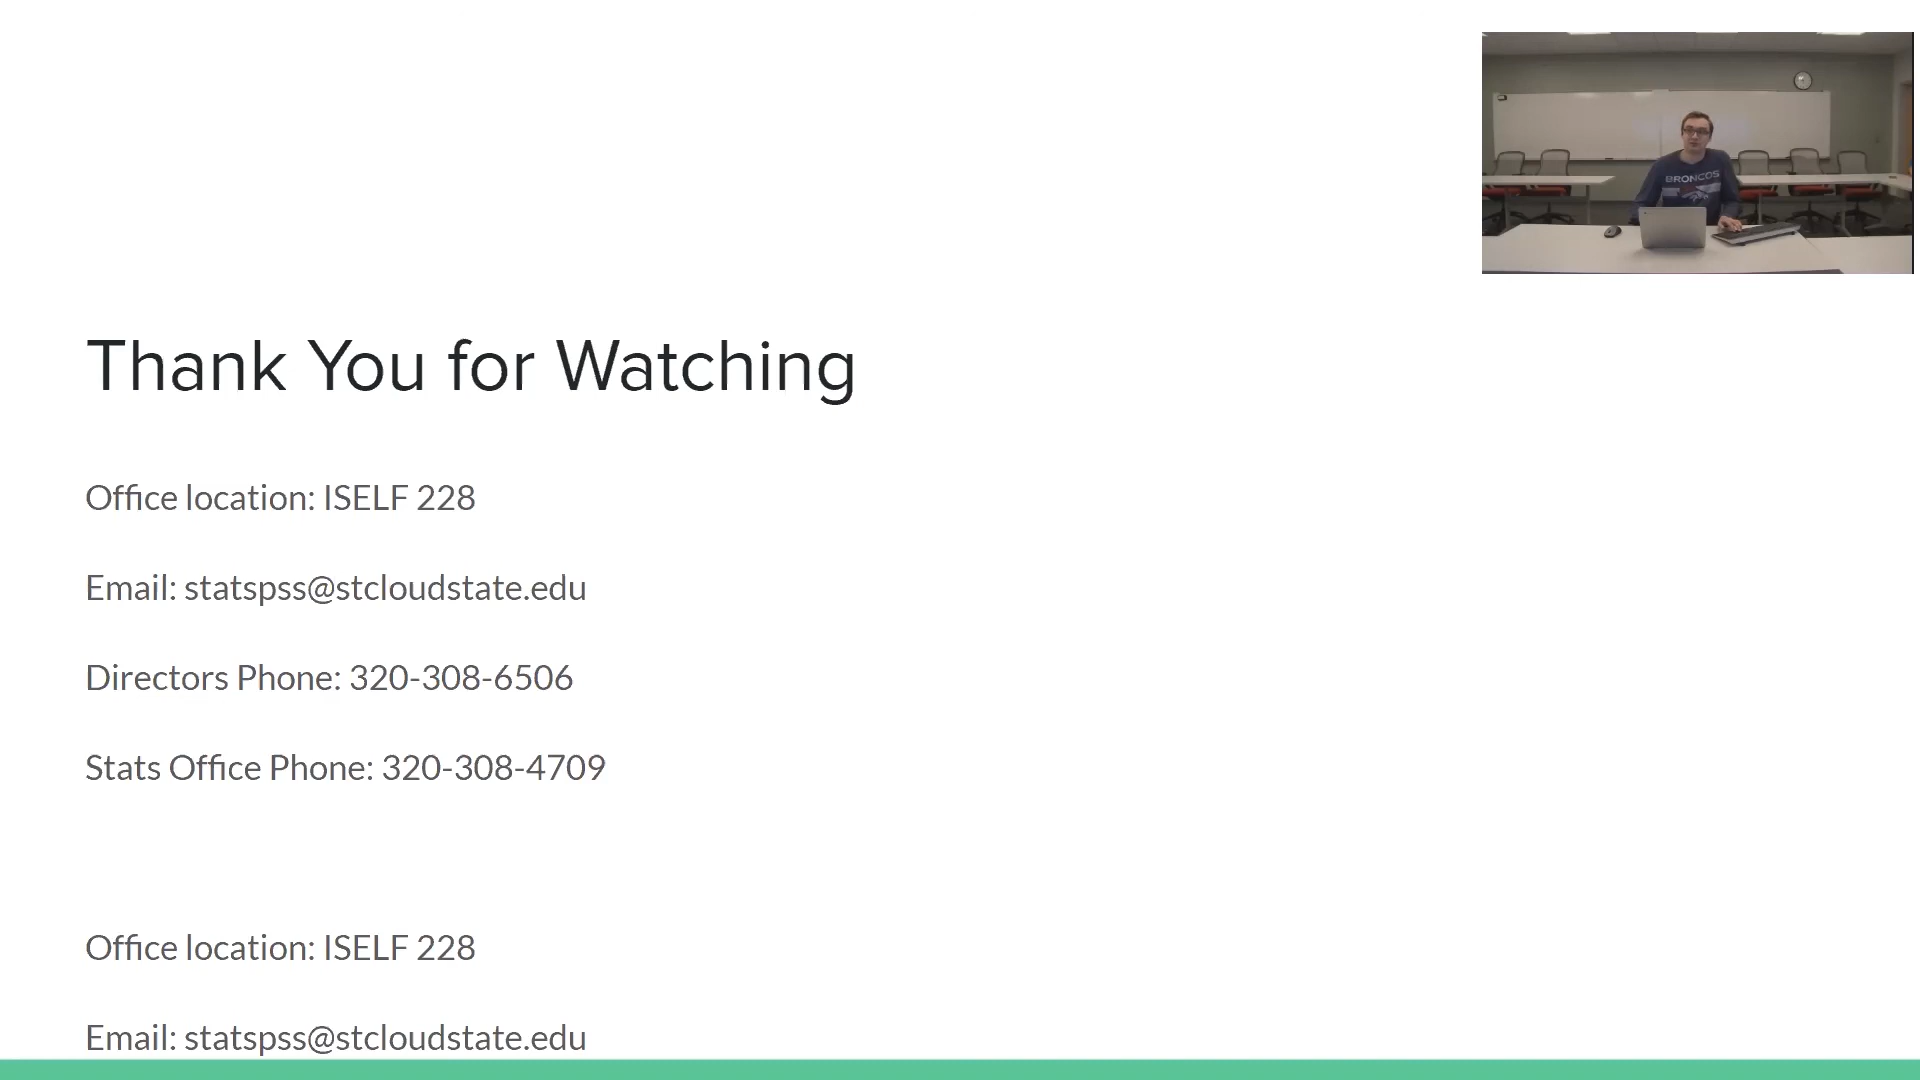 BRONCOS
Thank You for Watching
Office location: ISELF 228
Email: statspss@stcloudstate.edu
Directors Phone: 320-308-6506
Stats Office Phone: 320-308-4709
Office location: ISELF 228
Email: statspss@stcloudstate.edu